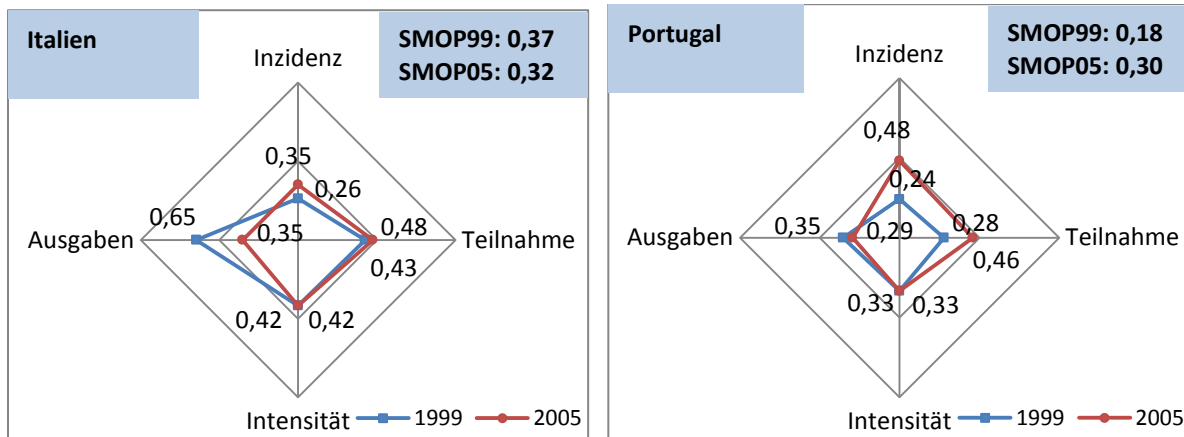 Italien
SMOP99: 0,37
SMOP05: 0,32
Inzidenz
0,35
0,26
0,65
0,48
Ausgaben
0,35
Teilnahme
0,43
0,42
0,42
Intensität
1999
2005
Portugal
SMOP99: 0,18
SMOP05: 0,30
Inzidenz
0,48
0,24
0,35
0,29
0,28
Ausgaben
Teilnahme
0,46
0,33
0,33
Intensität
1999
2005